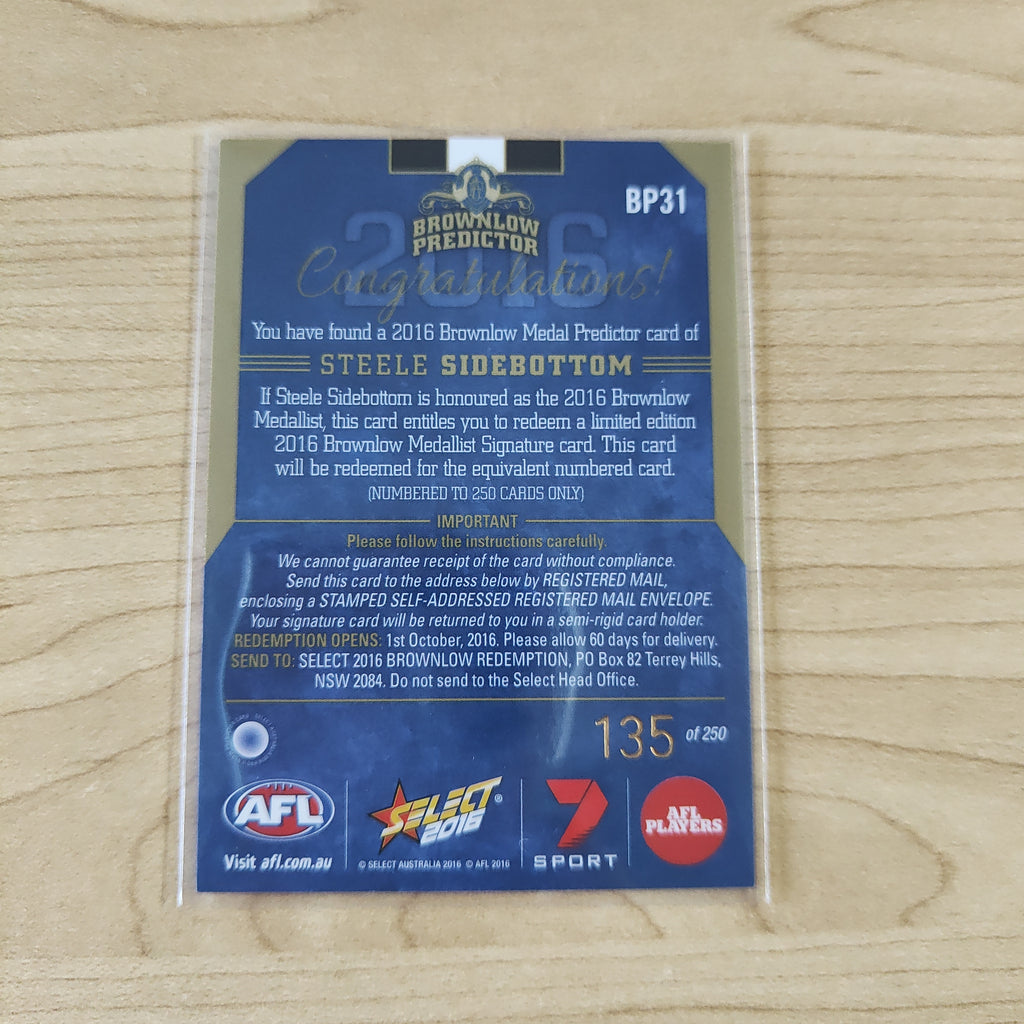 BP31
2016
BROWNLOW
PREDICTOR
Congratulations!
You have found a 2016 Brownlow Medal Predictor card of
STEELE SIDEBOTTOM
If Steele Sidebottom is honoured as the 2016 Brownlow
Medallist, this card entitles you to redeem a limited edition
2016 Brownlow Medallist Signature card. This card
will be redeemed for the equivalent numbered card.
(NUMBERED TO 250 CARDS ONLY)
IMPORTANT
Please follow the instructions carefully.
We cannot guarantee receipt of the card without compliance.
Send this card to the address below by REGISTERED MAIL,
enclosing a STAMPED SELF-ADDRESSED REGISTERED MAIL ENVELOPE.
Your signature card will be returned to you in a semi-rigid card holder.
REDEMPTION OPENS: 1st October, 2016. Please allow 60 days for delivery.
SEND TO: SELECT 2016 BROWNLOW REDEMPTION, PO Box 82 Terrey Hills,
NSW 2084. Do not send to the Select Head Office.
135 of 250
AFL
Visit afl.com.au
SELECT
2016
®
© SELECT AUSTRALIA 2016 © AFL 2016
7
SPORT
AFL
PLAYERS